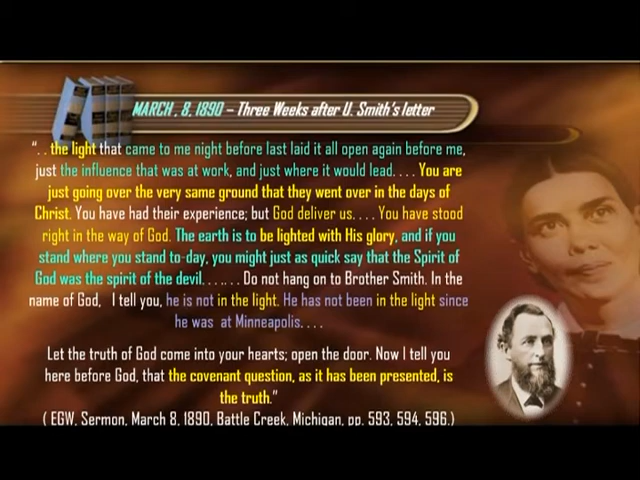 MARCH , 8, 1890 – Three Weeks after U. Smith's letter
". . the light that came to me night before last laid it all open again before me,
just the influence that was at work, and just where it would lead. . . . You are
just going over the very same ground that they went over in the days of
Christ. You have had their experience; but God deliver us. . . . You have stood
right in the way of God. The earth is to be lighted with His glory, and if you
stand where you stand to-day, you might just as quick say that the Spirit of
God was the spirit of the devil. . . .. . . Do not hang on to Brother Smith. In the
name of God, I tell you, he is not in the light. He has not been in the light since
he was at Minneapolis. . . .
Let the truth of God come into your hearts; open the door. Now I tell you
here before God, that the covenant question, as it has been presented, is
the truth."
( EGW, Sermon, March 8, 1890, Battle Creek, Michigan, pp. 593, 594, 596.)